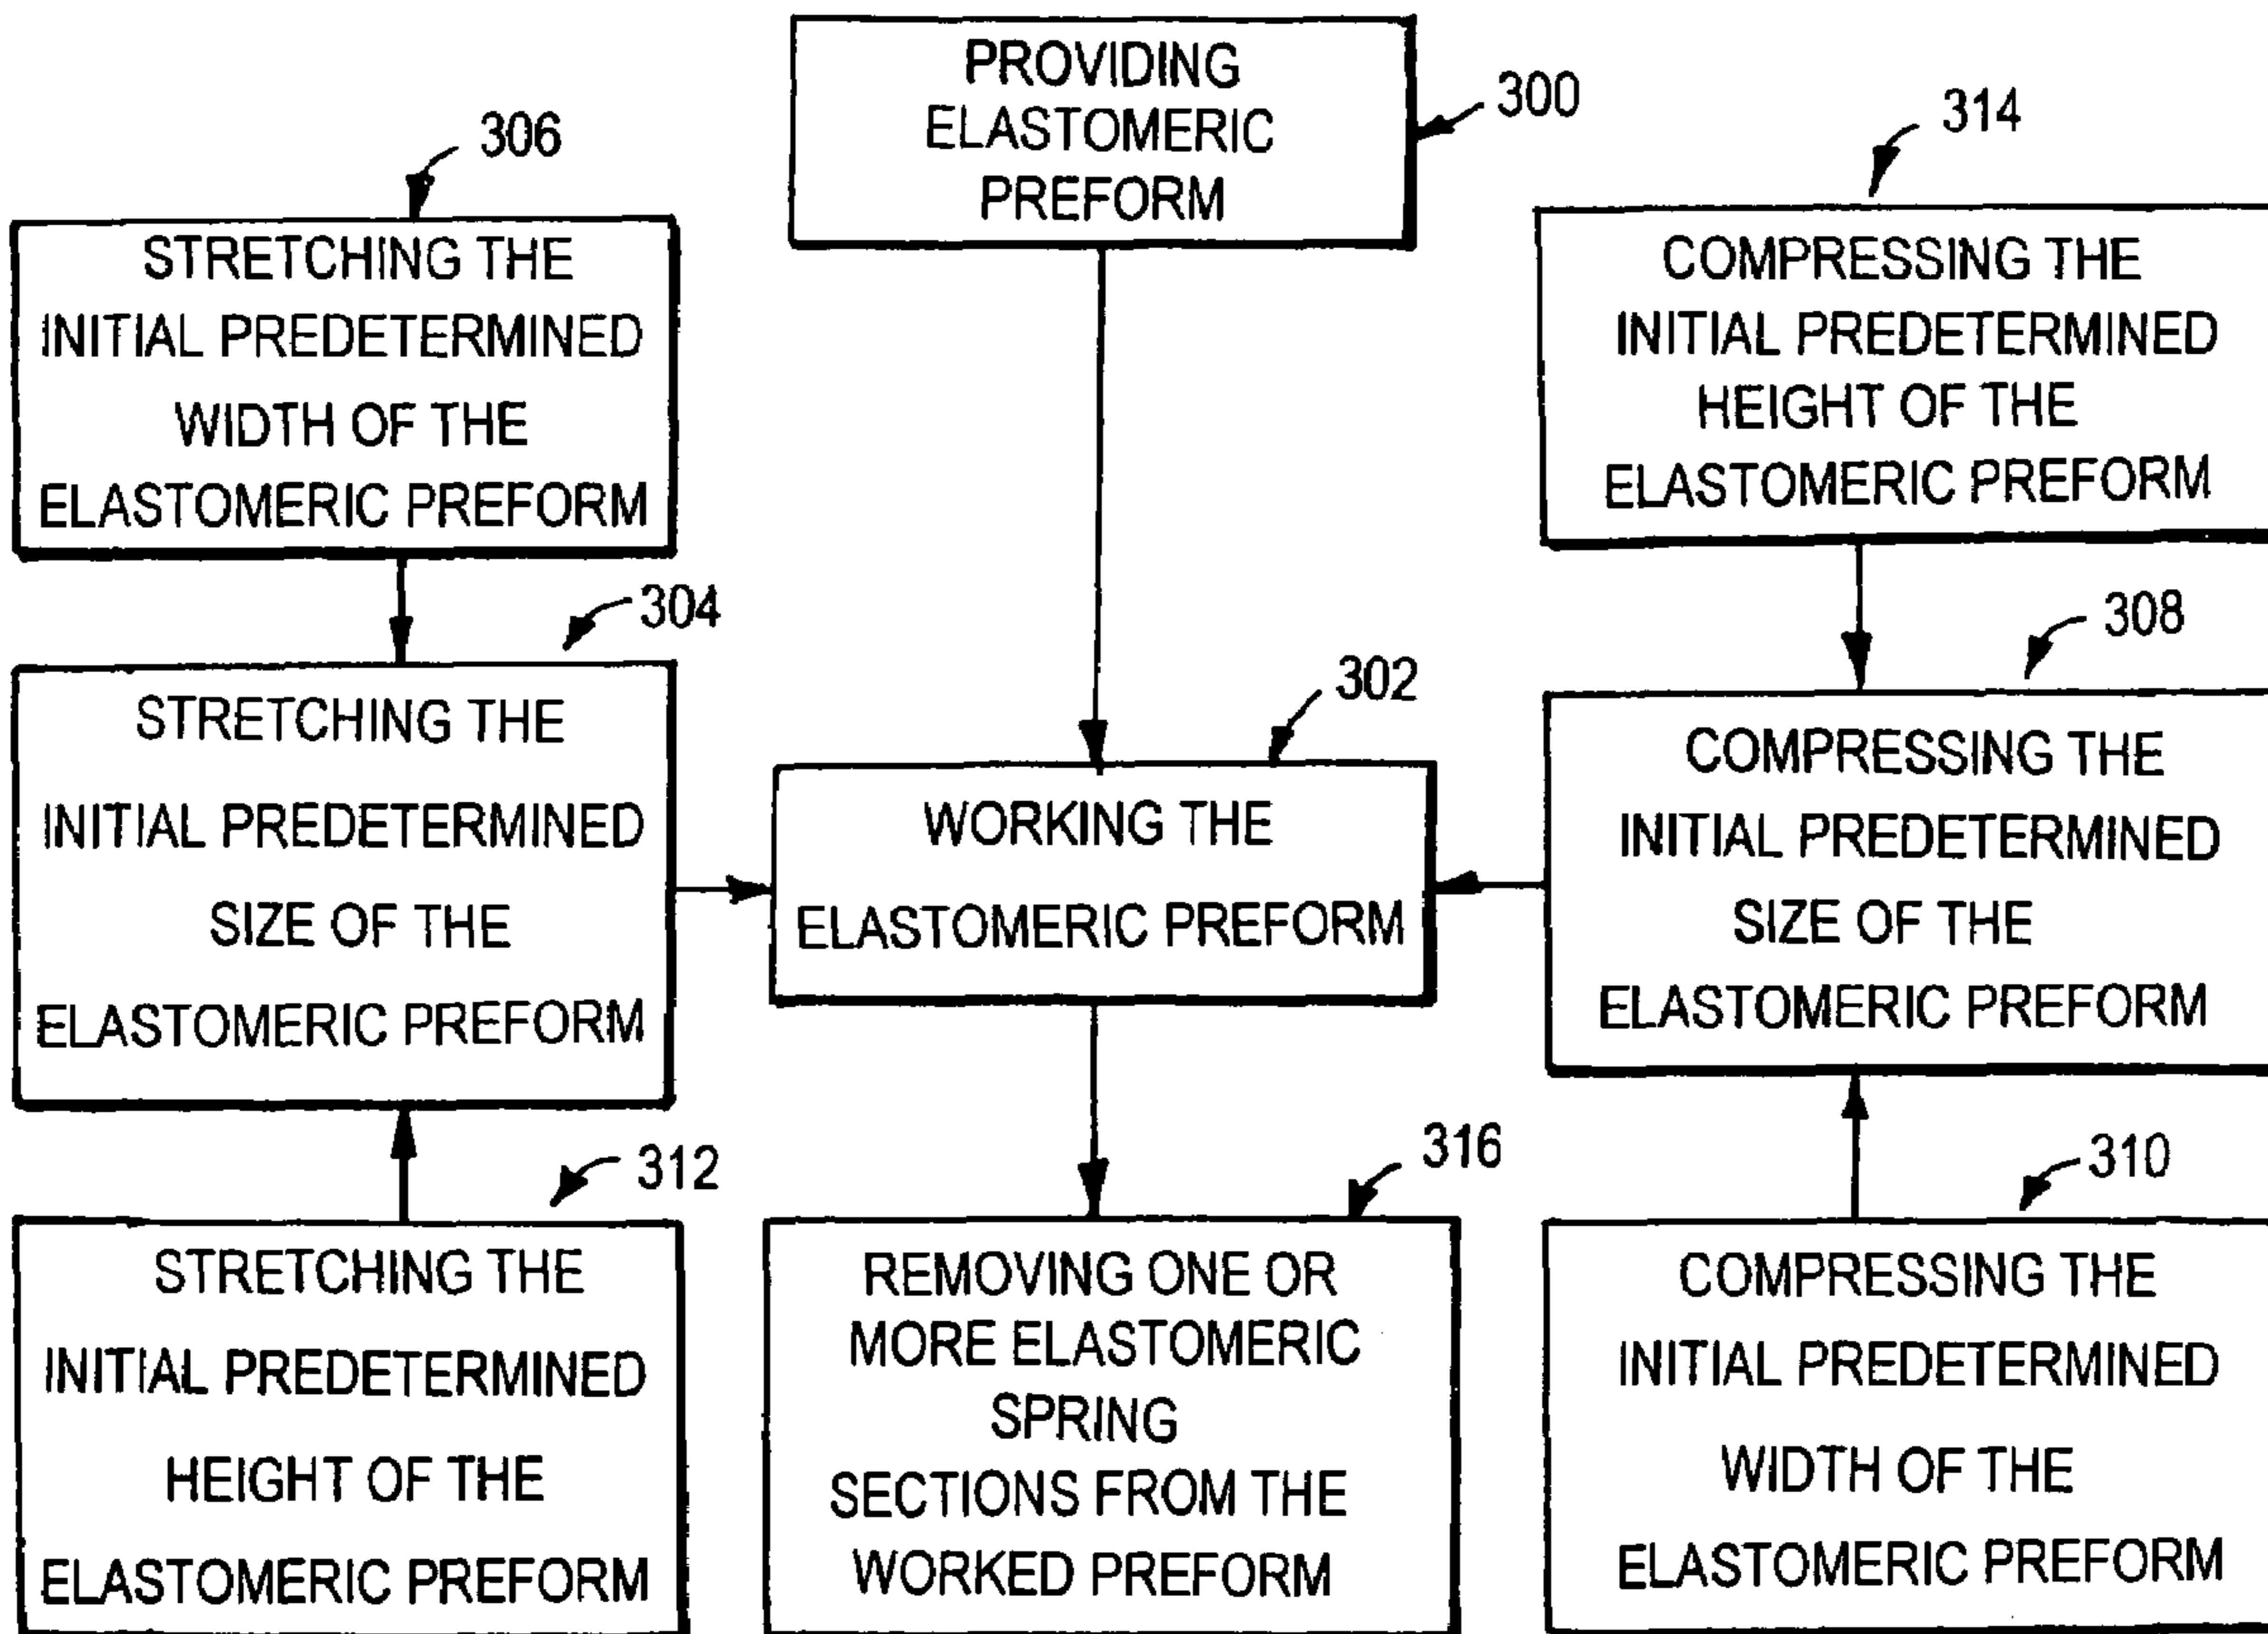 PROVIDING
ELASTOMERIC
PREFORM
300
306
STRETCHING THE
INITIAL PREDETERMINED
WIDTH OF THE
ELASTOMERIC PREFORM
314
COMPRESSING THE
INITIAL PREDETERMINED
HEIGHT OF THE
ELASTOMERIC PREFORM
304
STRETCHING THE
INITIAL PREDETERMINED
SIZE OF THE
ELASTOMERIC PREFORM
302
WORKING THE
ELASTOMERIC PREFORM
308
COMPRESSING THE
INITIAL PREDETERMINED
SIZE OF THE
ELASTOMERIC PREFORM
312
STRETCHING THE
INITIAL PREDETERMINED
HEIGHT OF THE
ELASTOMERIC PREFORM
316
REMOVING ONE OR
MORE ELASTOMERIC
SPRING
SECTIONS FROM THE
WORKED PREFORM
310
COMPRESSING THE
INITIAL PREDETERMINED
WIDTH OF THE
ELASTOMERIC PREFORM